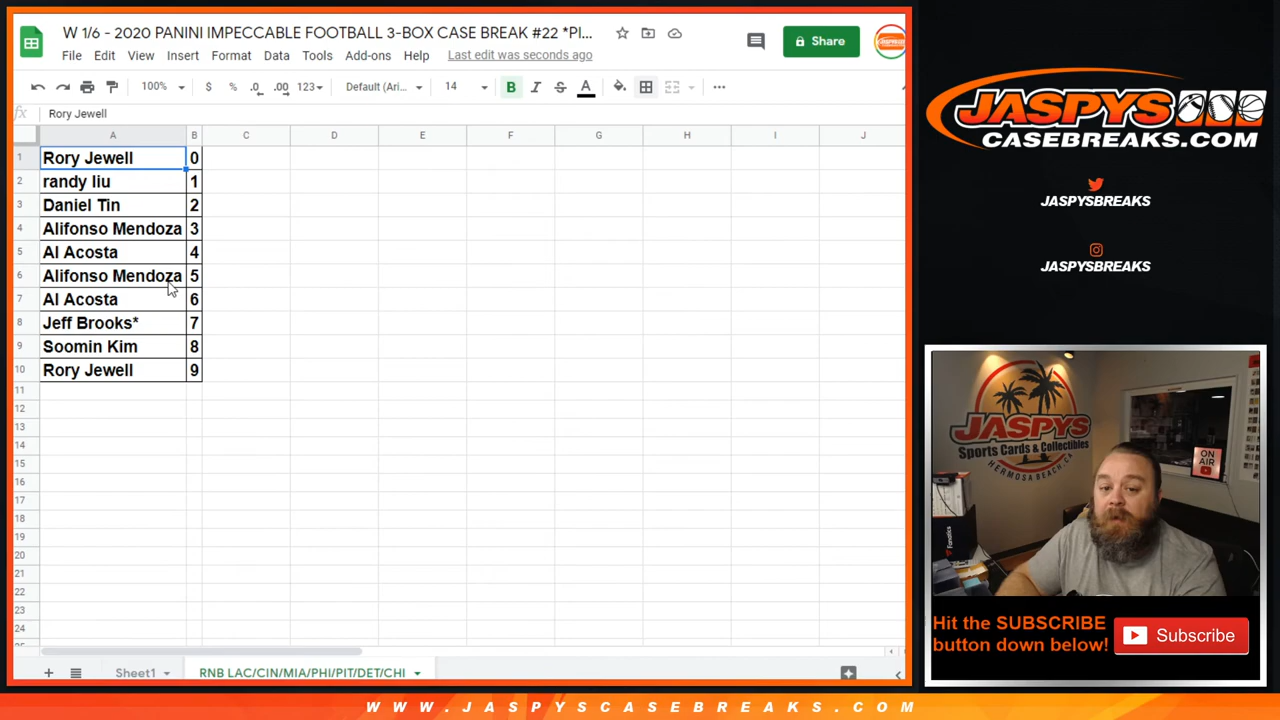 W 1/6 - 2020 PANINI IMPECCABLE FOOTBALL 3-BOX CASE BREAK #22 *PI
File Edit View Insert Format Data Tools Add-ons Help Last edit was seconds ago
Share
100% $ % .0 .00 123 Default (Ari... 14 B I S A
fx Rory Jewell
A B C D E F G H I J
1 Rory Jewell 0
2 randy liu 1
3 Daniel Tin 2
4 Alifonso Mendoza 3
5 Al Acosta 4
6 Alifonso Mendoza 5
7 Al Acosta 6
8 Jeff Brooks* 7
9 Soomin Kim 8
10 Rory Jewell 9
11
12
13
14
15
16
17
18
19
20
21
22
23
24
Sheet1 RNB LAC/CIN/MIA/PHI/PIT/DET/CHI
JASPYS
CASEBREAKS.COM
JASPYSBREAKS
JASPYSBREAKS
JASPYS
Sports Cards & Collectibles
HERMOSA BEACH, CA
ON AIR
Fanatics
Hit the SUBSCRIBE
button down below!
Subscribe
WWW.JASPYSCASEBREAKS.COM